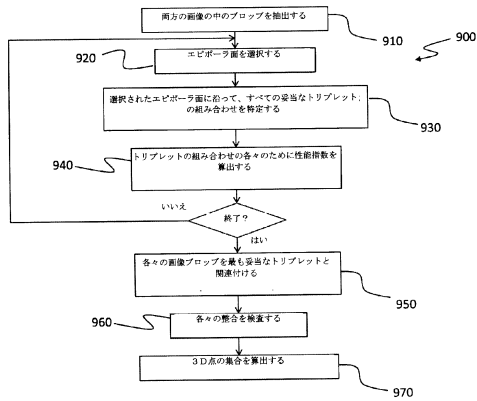 両方の画像の中のブロッブを抽出する
910
900
エピポーラ面を選択する
920
選択されたエピポーラ面に沿って、すべての妥当なトリプレット
の組み合わせを特定する
930
トリプレットの組み合わせの各々のために性能指数を
算出する
940
いいえ
終了？
はい
各々の画像ブロッブを最も妥当なトリプレットと
関連付ける
950
各々の整合を検査する
960
3D点の集合を算出する
970